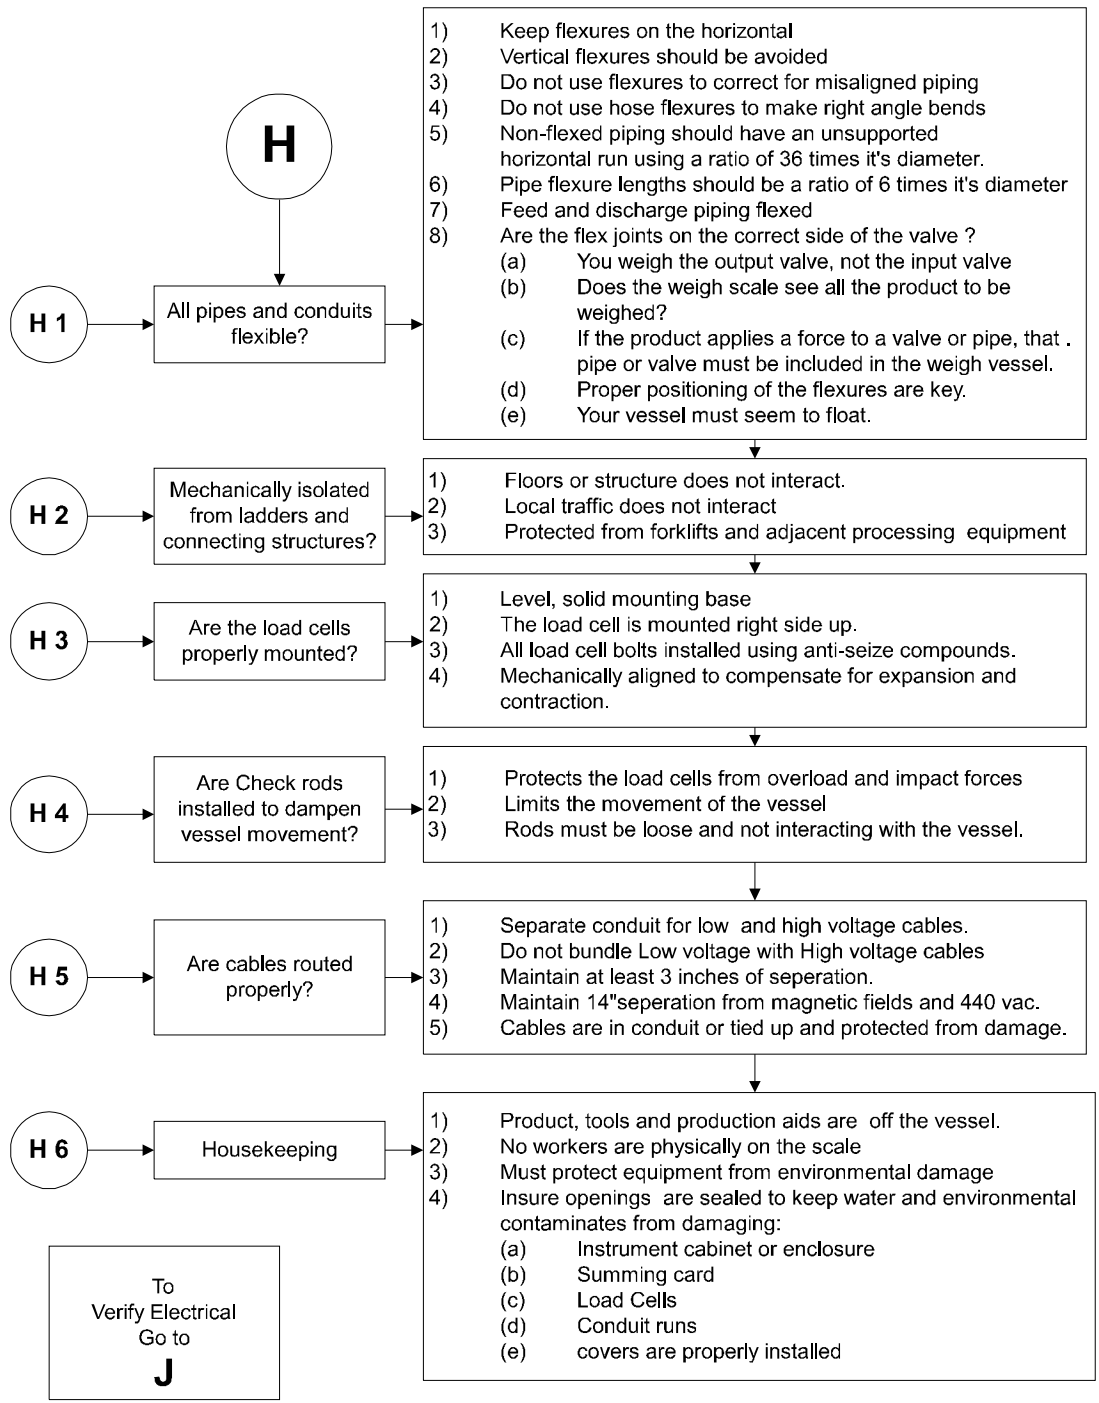 H
H 1
All pipes and conduits
flexible?
1) Keep flexures on the horizontal
2) Vertical flexures should be avoided
3) Do not use flexures to correct for misaligned piping
4) Do not use hose flexures to make right angle bends
5) Non-flexed piping should have an unsupported
horizontal run using a ratio of 36 times it's diameter.
6) Pipe flexure lengths should be a ratio of 6 times it's diameter
7) Feed and discharge piping flexed
8) Are the flex joints on the correct side of the valve ?
(a) You weigh the output valve, not the input valve
(b) Does the weigh scale see all the product to be
weighed?
(c) If the product applies a force to a valve or pipe, that .
pipe or valve must be included in the weigh vessel.
(d) Proper positioning of the flexures are key.
(e) Your vessel must seem to float.
H 2
Mechanically isolated
from ladders and
connecting structures?
1) Floors or structure does not interact.
2) Local traffic does not interact
3) Protected from forklifts and adjacent processing equipment
H 3
Are the load cells
properly mounted?
1) Level, solid mounting base
2) The load cell is mounted right side up.
3) All load cell bolts installed using anti-seize compounds.
4) Mechanically aligned to compensate for expansion and
contraction.
H 4
Are Check rods
installed to dampen
vessel movement?
1) Protects the load cells from overload and impact forces
2) Limits the movement of the vessel
3) Rods must be loose and not interacting with the vessel.
H 5
Are cables routed
properly?
1) Separate conduit for low and high voltage cables.
2) Do not bundle Low voltage with High voltage cables
3) Maintain at least 3 inches of seperation.
4) Maintain 14"seperation from magnetic fields and 440 vac.
5) Cables are in conduit or tied up and protected from damage.
H 6
Housekeeping
1) Product, tools and production aids are off the vessel.
2) No workers are physically on the scale
3) Must protect equipment from environmental damage
4) Insure openings are sealed to keep water and environmental
contaminates from damaging:
(a) Instrument cabinet or enclosure
(b) Summing card
(c) Load Cells
(d) Conduit runs
(e) covers are properly installed
To
Verify Electrical
Go to
J